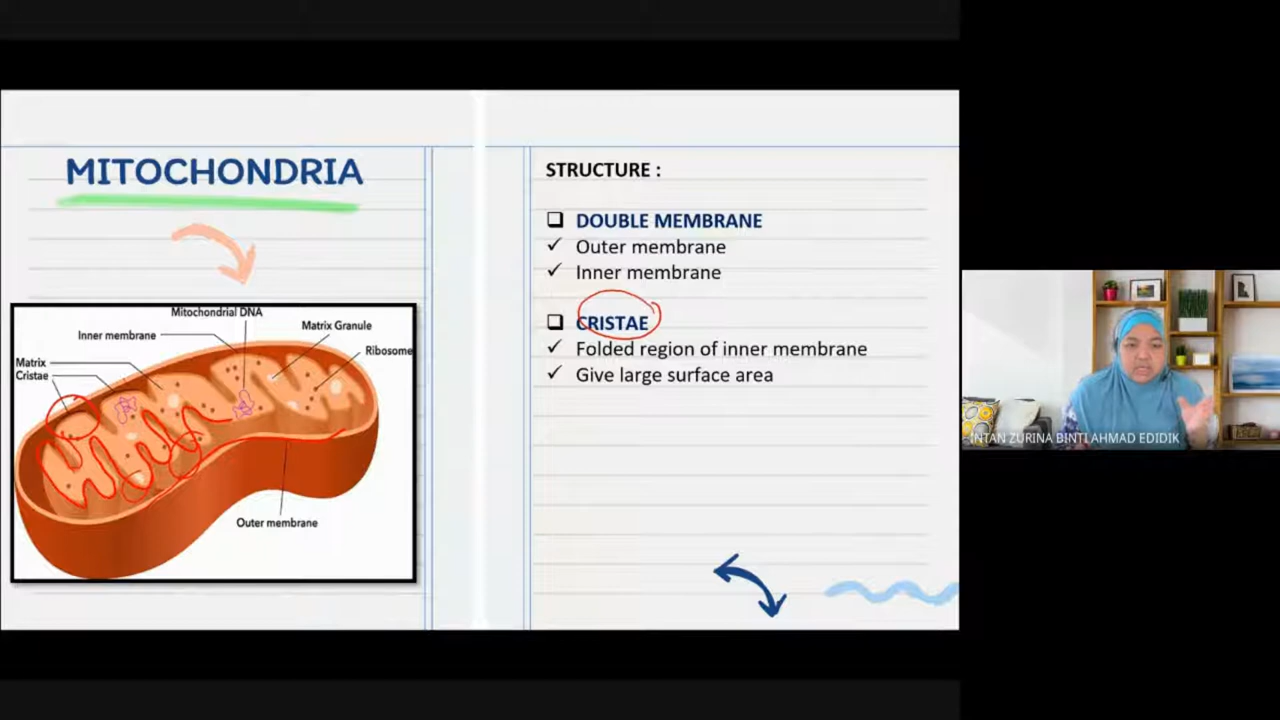 MITOCHONDRIA
Mitochondrial DNA
Inner membrane
Matrix Granule
Ribosome
Matrix
Cristae
Outer membrane
STRUCTURE :
DOUBLE MEMBRANE
Outer membrane
Inner membrane
CRISTAE
Folded region of inner membrane
Give large surface area
INTAN ZURINA BINTI AHMAD EDIDIK